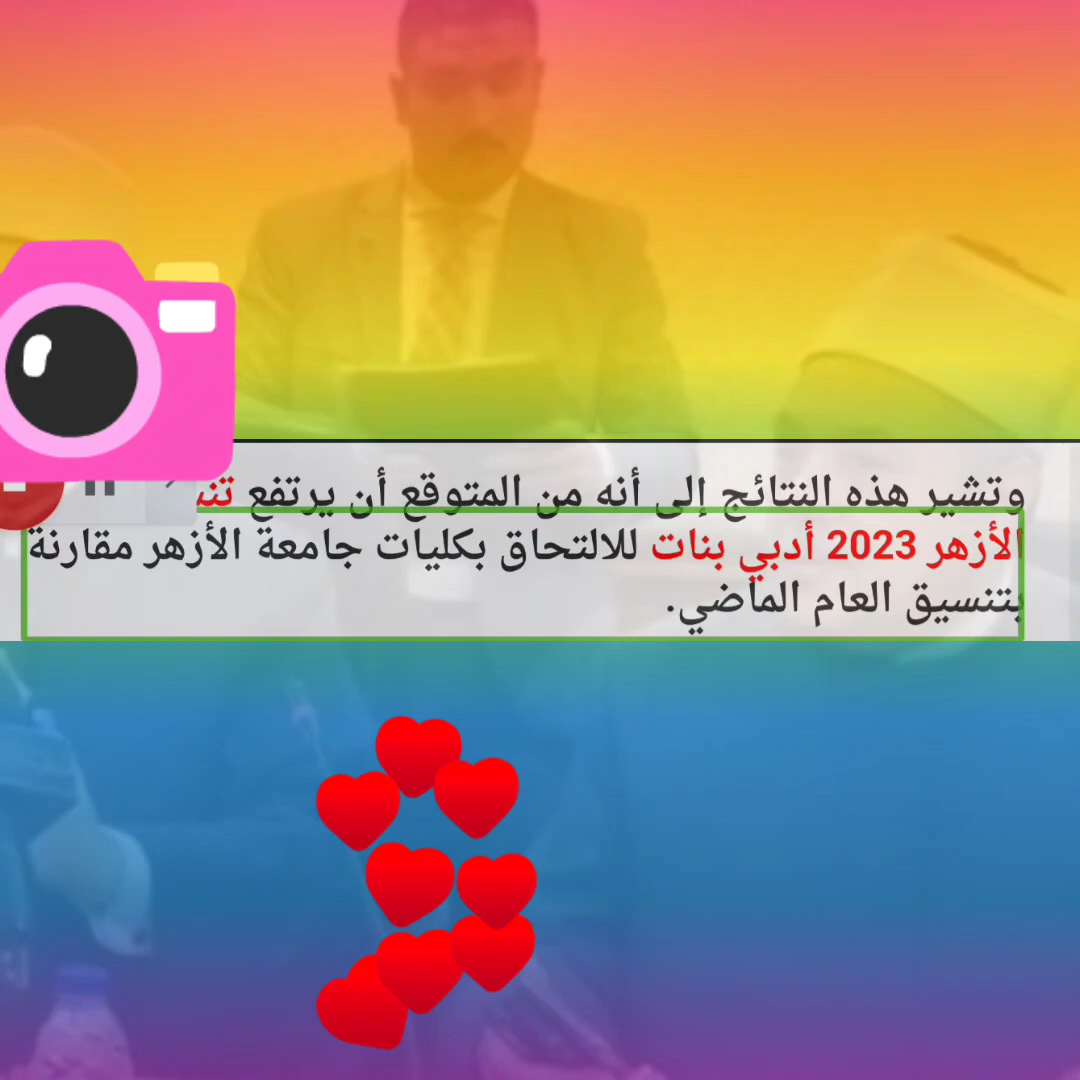 وتشير هذه النتائج إلى أنه من المتوقع أن يرتفع
الأزهر 2023 أدبي بنات للالتحاق بكليات جامعة الأزهر مقارنة
بتنسيق العام الماضي.